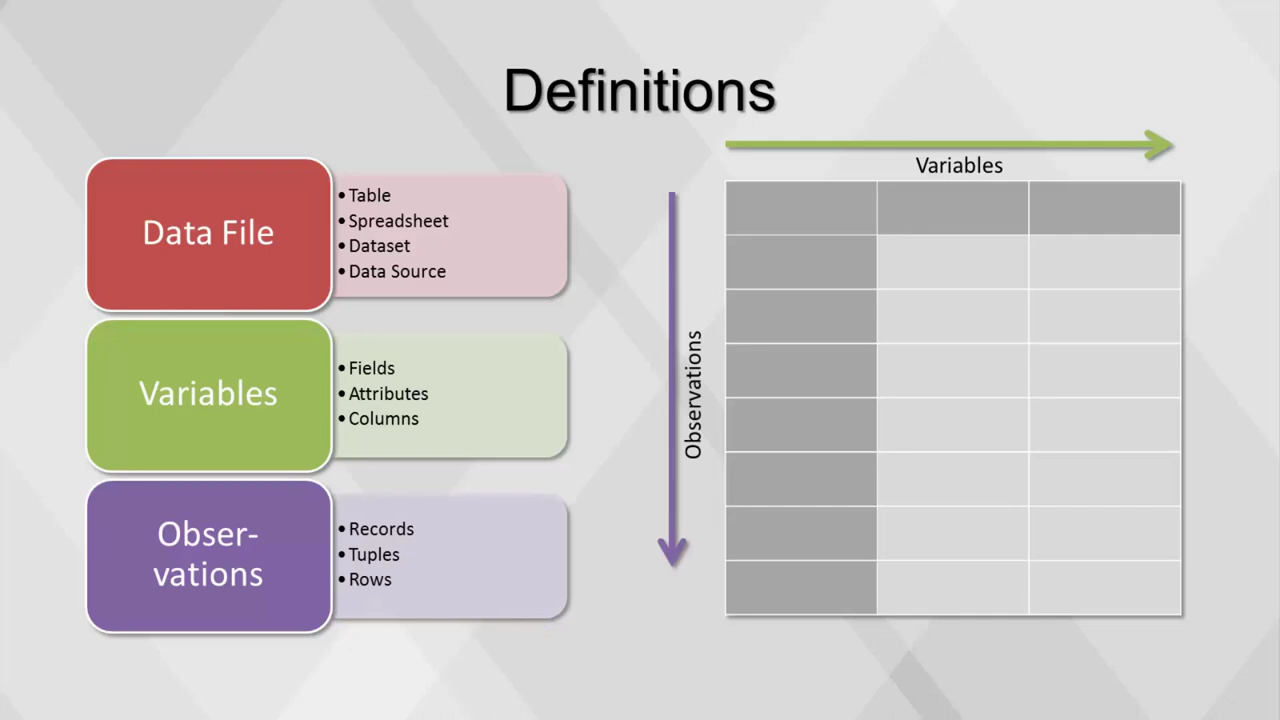 Definitions
Data File
• Table
• Spreadsheet
• Dataset
• Data Source
Variables
• Fields
• Attributes
• Columns
Obser-
vations
• Records
• Tuples
• Rows
Variables
Observations